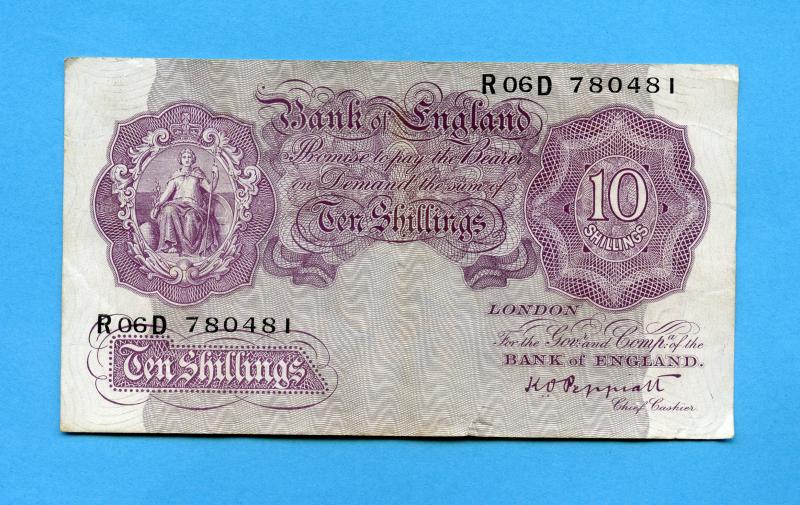 R06D 780481
Bank of England
Promise to pay the Bearer
on Demand the sum of
Ten Shillings
10
SHILLINGS
R06D 780481
Ten Shillings
LONDON
For the Govr. and Compa. of the
BANK of ENGLAND.
K O Peppiatt
Chief Cashier